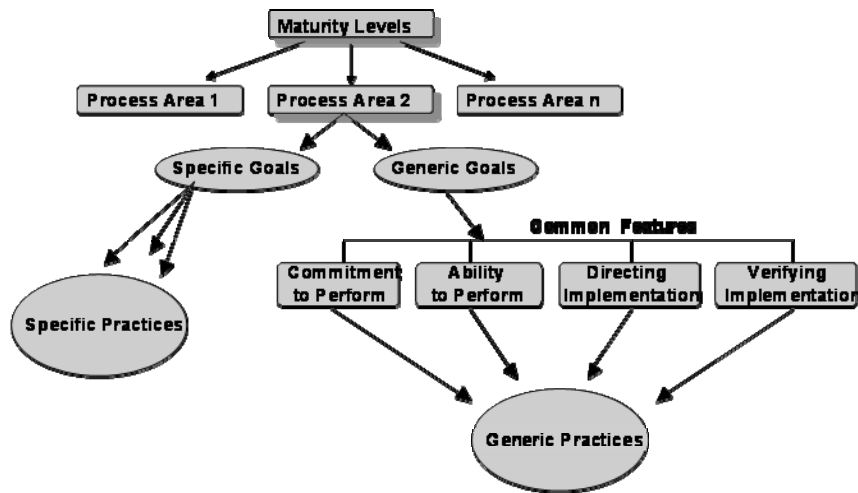 Maturity Levels
Process Area 1
Process Area 2
Process Area n
Specific Goals
Generic Goals
Common Features
Commitment
to Perform
Ability
to Perform
Directing
Implementation
Verifying
Implementation
Specific Practices
Generic Practices